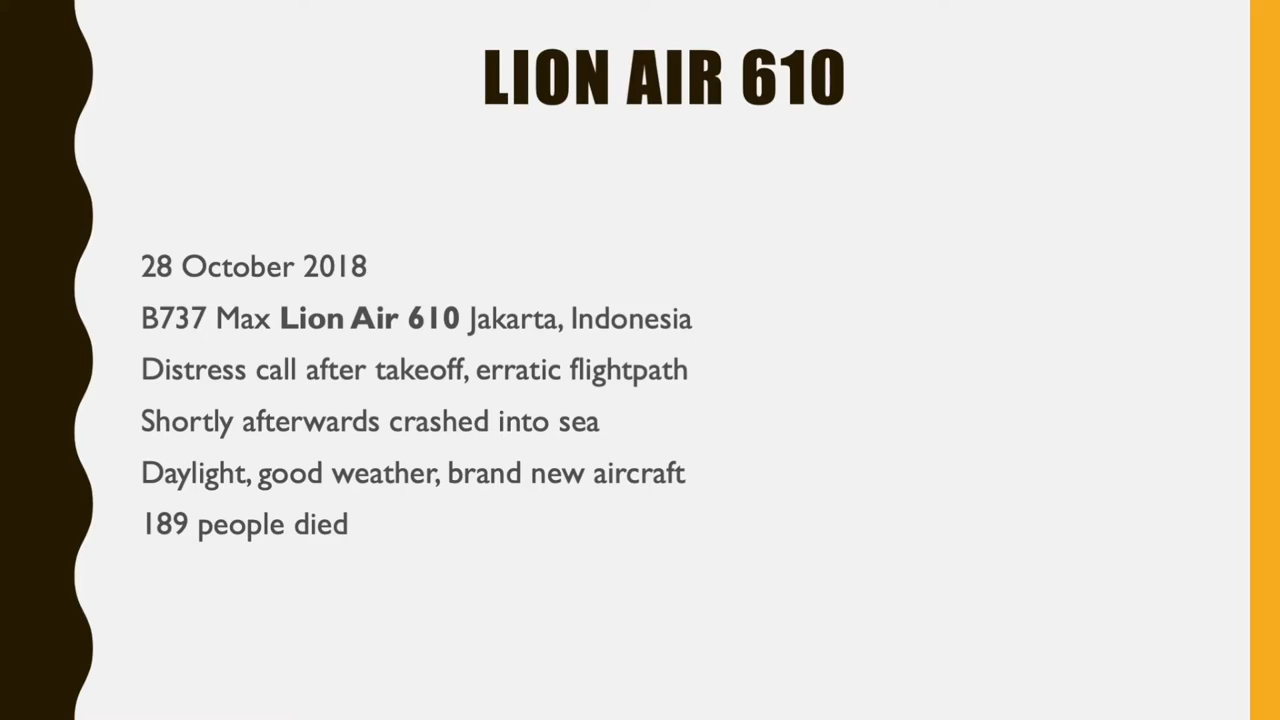 LION AIR 610
28 October 2018
B737 Max Lion Air 610 Jakarta, Indonesia
Distress call after takeoff, erratic flightpath
Shortly afterwards crashed into sea
Daylight, good weather, brand new aircraft
189 people died